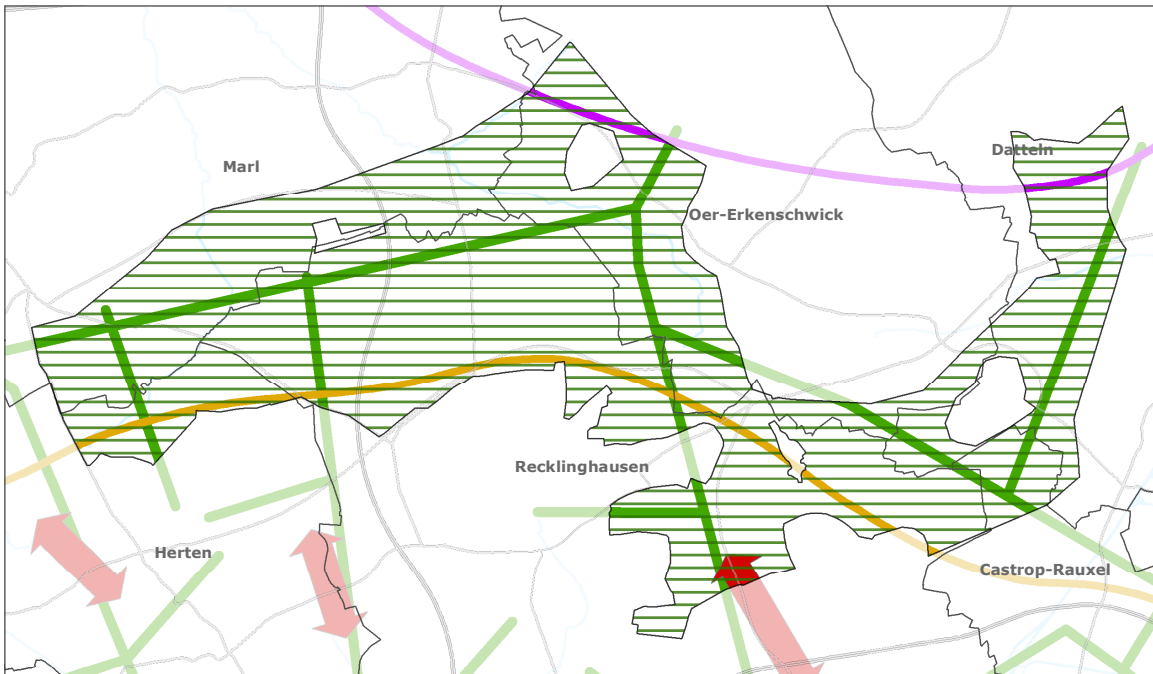 Datteln
Marl
Oer-Erkenschwick
Recklinghausen
Herten
Castrop-Rauxel